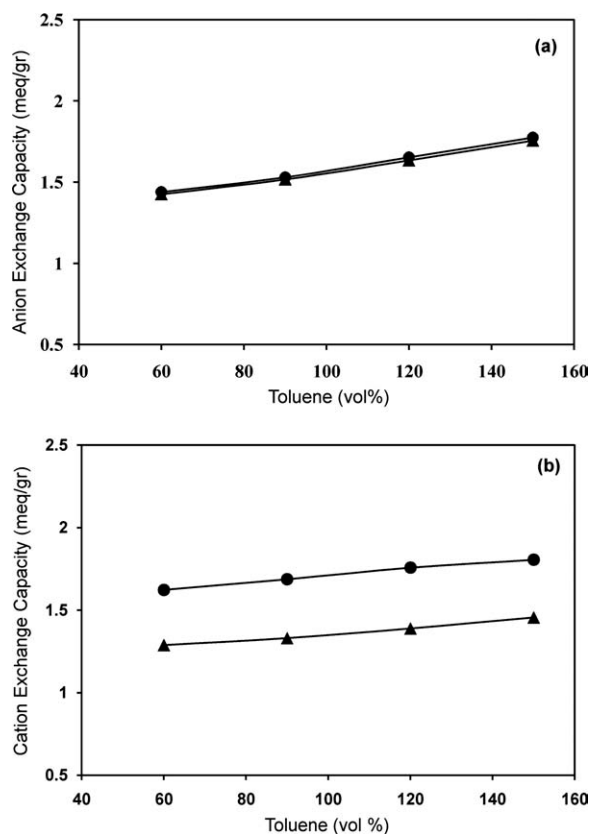 2.5
(a)
2
1.5
1
0.5
40 60 80 100 120 140 160
Toluene (vol%)
Anion Exchange Capacity (meq/gr)
2.5
(b)
2
1.5
1
0.5
40 60 80 100 120 140 160
Toluene (vol %)
Cation Exchange Capacity (meq/gr)